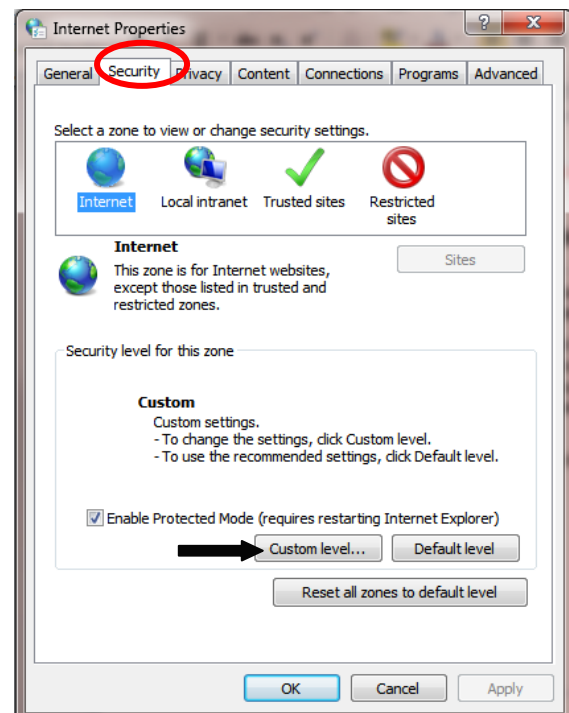 Internet Properties
General Security Privacy Content Connections Programs Advanced
Select a zone to view or change security settings.
Internet Local intranet Trusted sites Restricted sites
Internet
Sites
This zone is for Internet websites,
except those listed in trusted and
restricted zones.
Security level for this zone
Custom
Custom settings.
- To change the settings, click Custom level.
- To use the recommended settings, click Default level.
Enable Protected Mode (requires restarting Internet Explorer)
Custom level... Default level
Reset all zones to default level
OK Cancel Apply